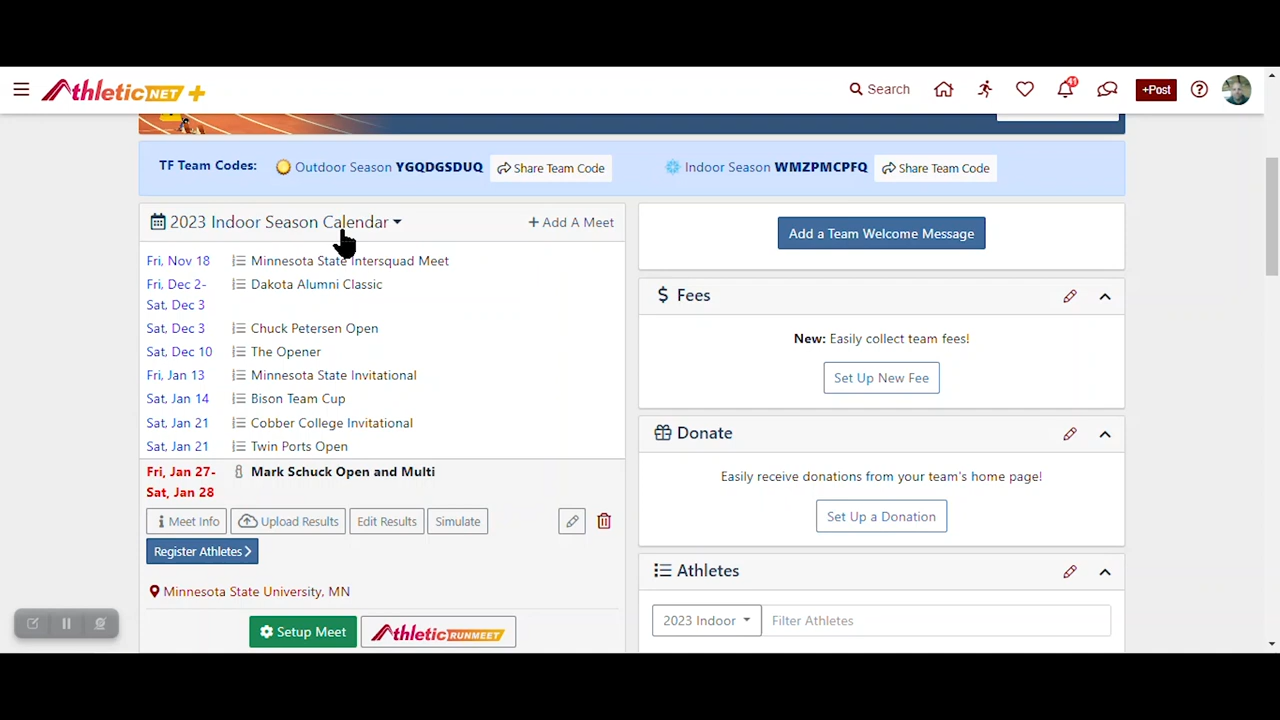 AthleticNET +
Search
41
+Post
TF Team Codes:
Outdoor Season YGQDGSDUQ
Share Team Code
Indoor Season WMZPMCPFQ
Share Team Code
2023 Indoor Season Calendar
+ Add A Meet
Fri, Nov 18 Minnesota State Intersquad Meet
Fri, Dec 2-
Sat, Dec 3
Dakota Alumni Classic
Sat, Dec 3 Chuck Petersen Open
Sat, Dec 10 The Opener
Fri, Jan 13 Minnesota State Invitational
Sat, Jan 14 Bison Team Cup
Sat, Jan 21 Cobber College Invitational
Sat, Jan 21 Twin Ports Open
Fri, Jan 27-
Sat, Jan 28
Mark Schuck Open and Multi
Meet Info
Upload Results
Edit Results
Simulate
Register Athletes
Minnesota State University, MN
Setup Meet
Athletic RUNMEET
Add a Team Welcome Message
$ Fees
New: Easily collect team fees!
Set Up New Fee
Donate
Easily receive donations from your team's home page!
Set Up a Donation
Athletes
2023 Indoor
Filter Athletes